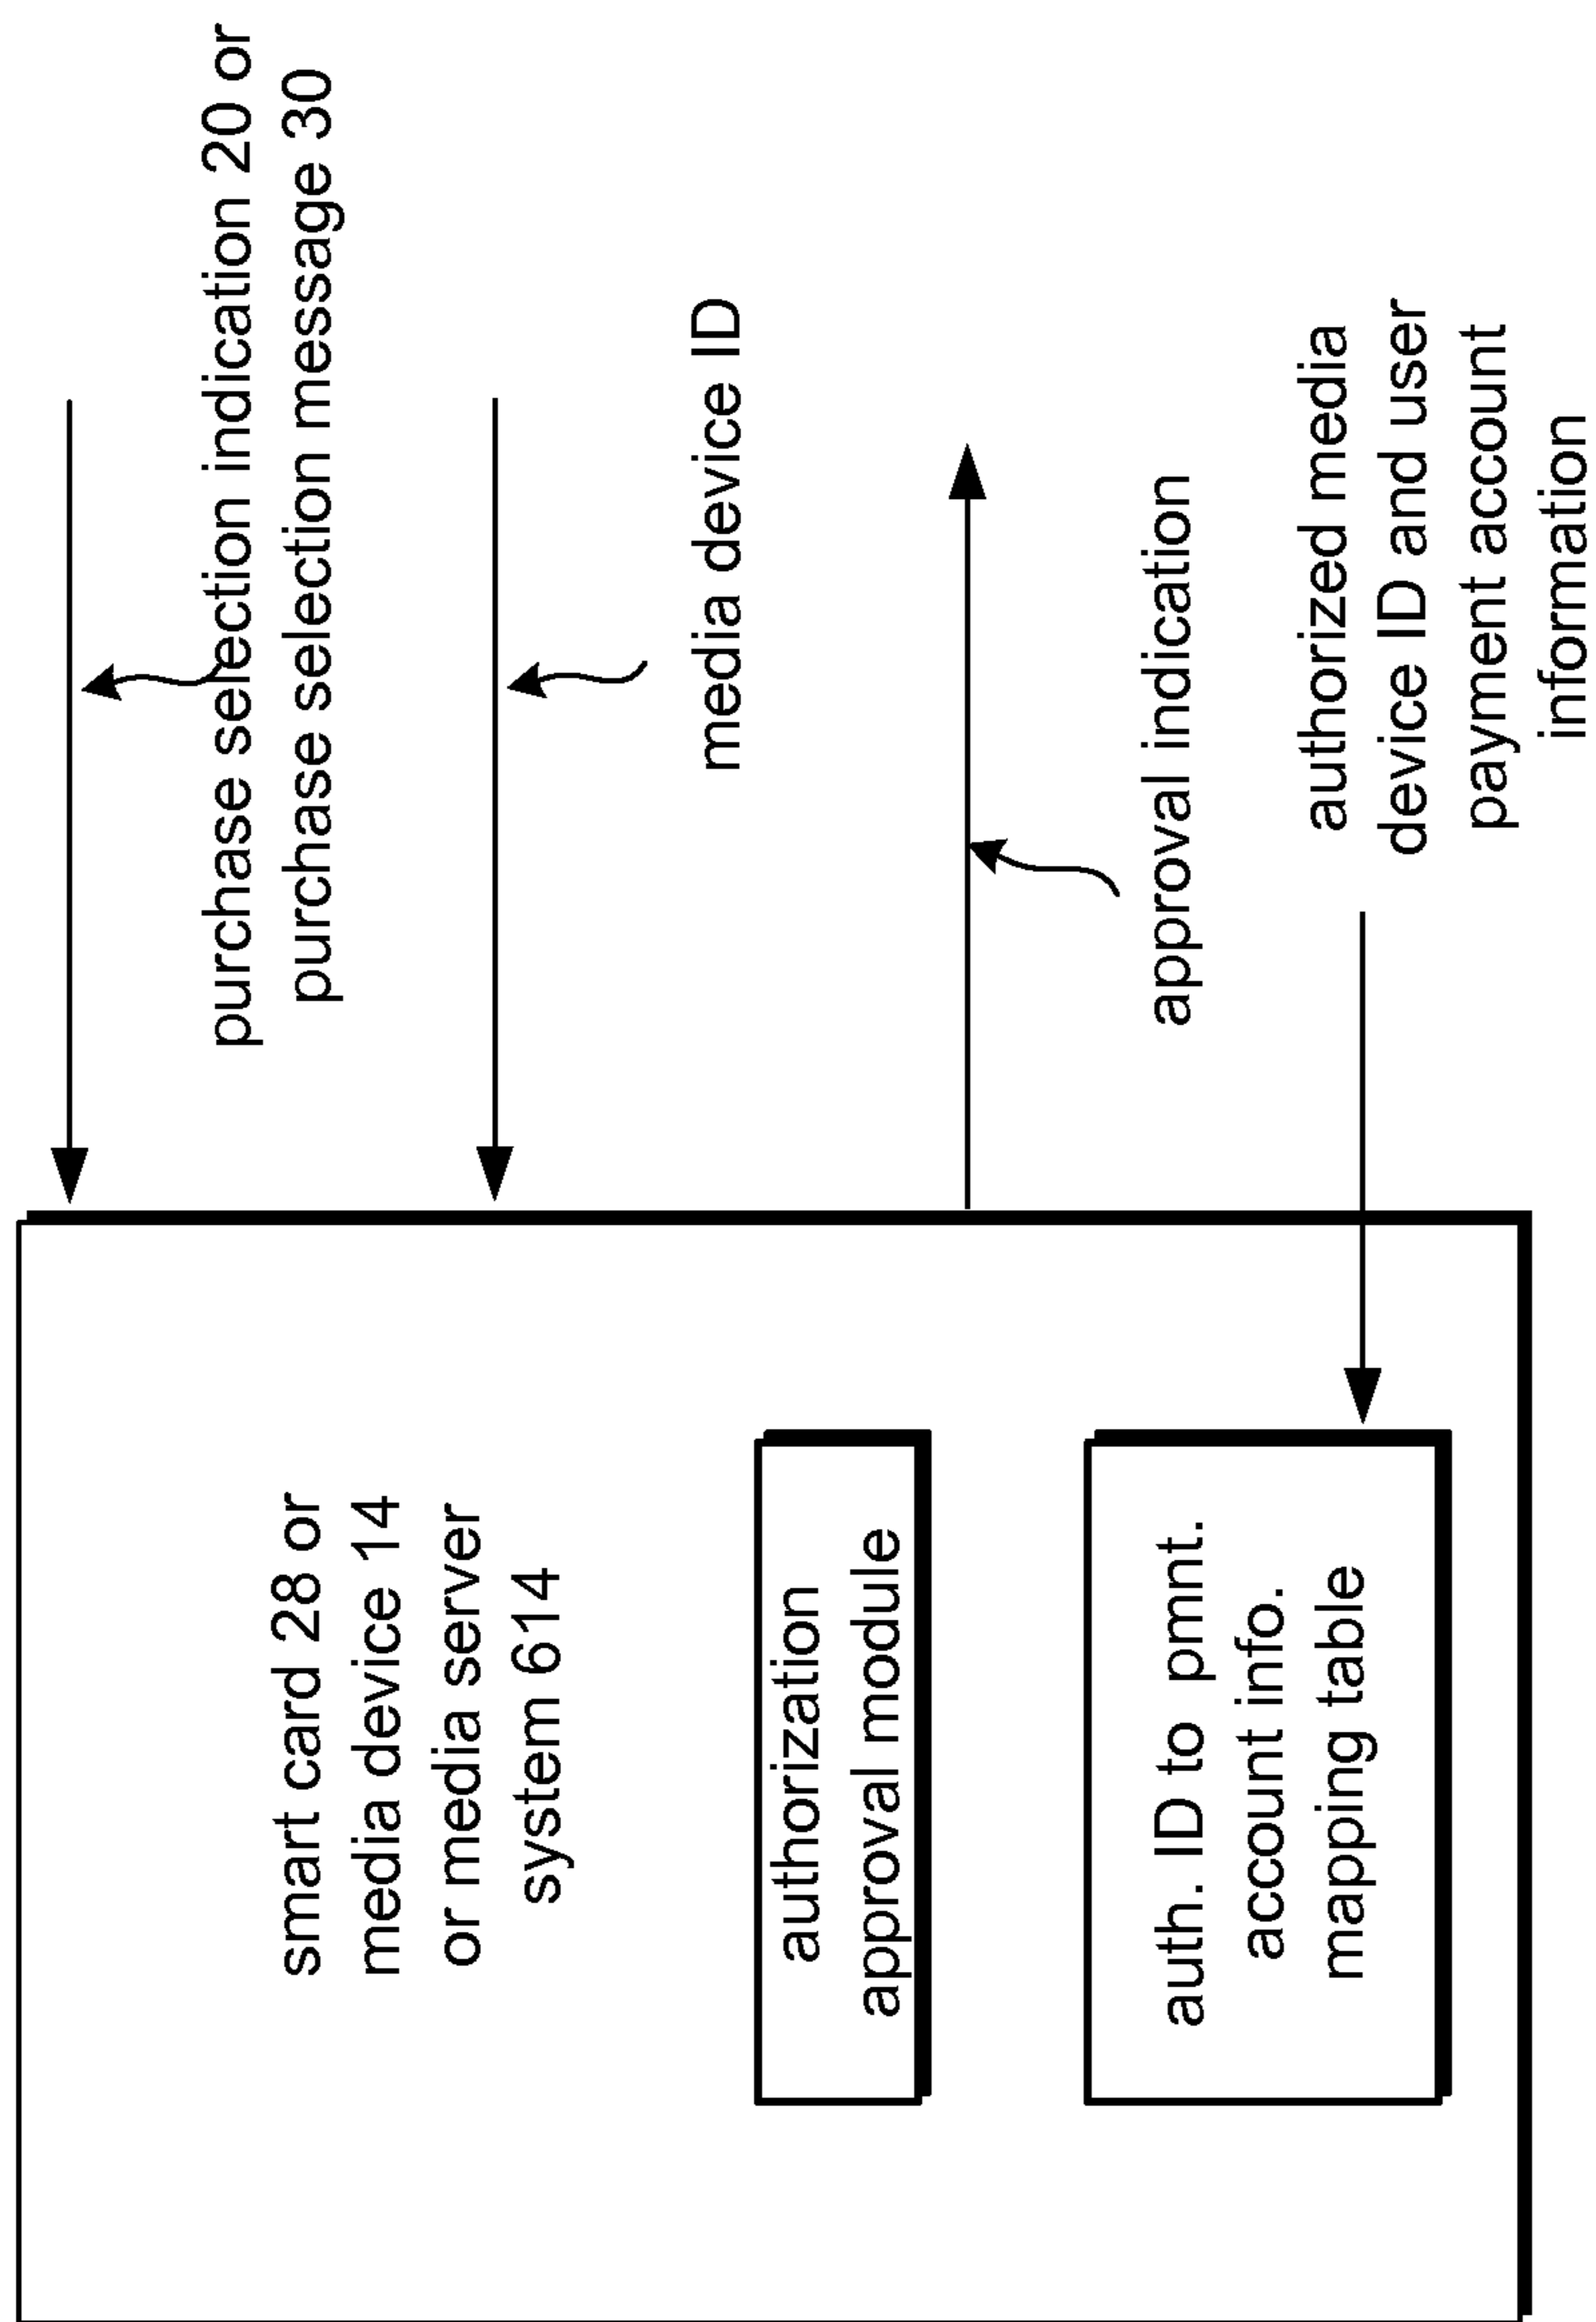 smart card 28 or
media device 14
or media server
system 614
authorization
approval module
auth. ID to pmnt.
account info.
mapping table
purchase selection indication 20 or
purchase selection message 30
media device ID
approval indication
authorized media
device ID and user
payment account
information